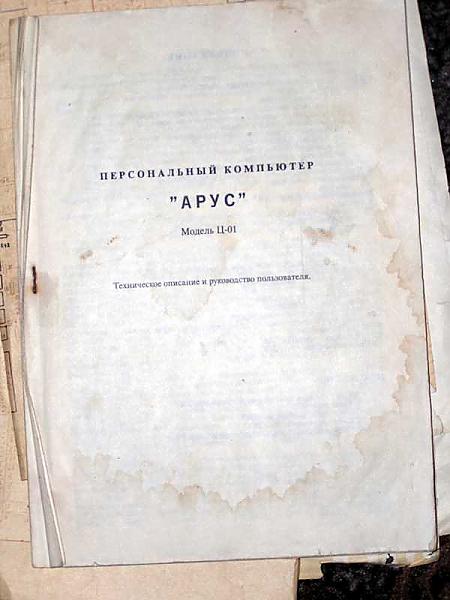 ПЕРСОНАЛЬНЫЙ КОМПЬЮТЕР
"АРУС"
Модель Ц-01
Техническое описание и руководство пользователя.